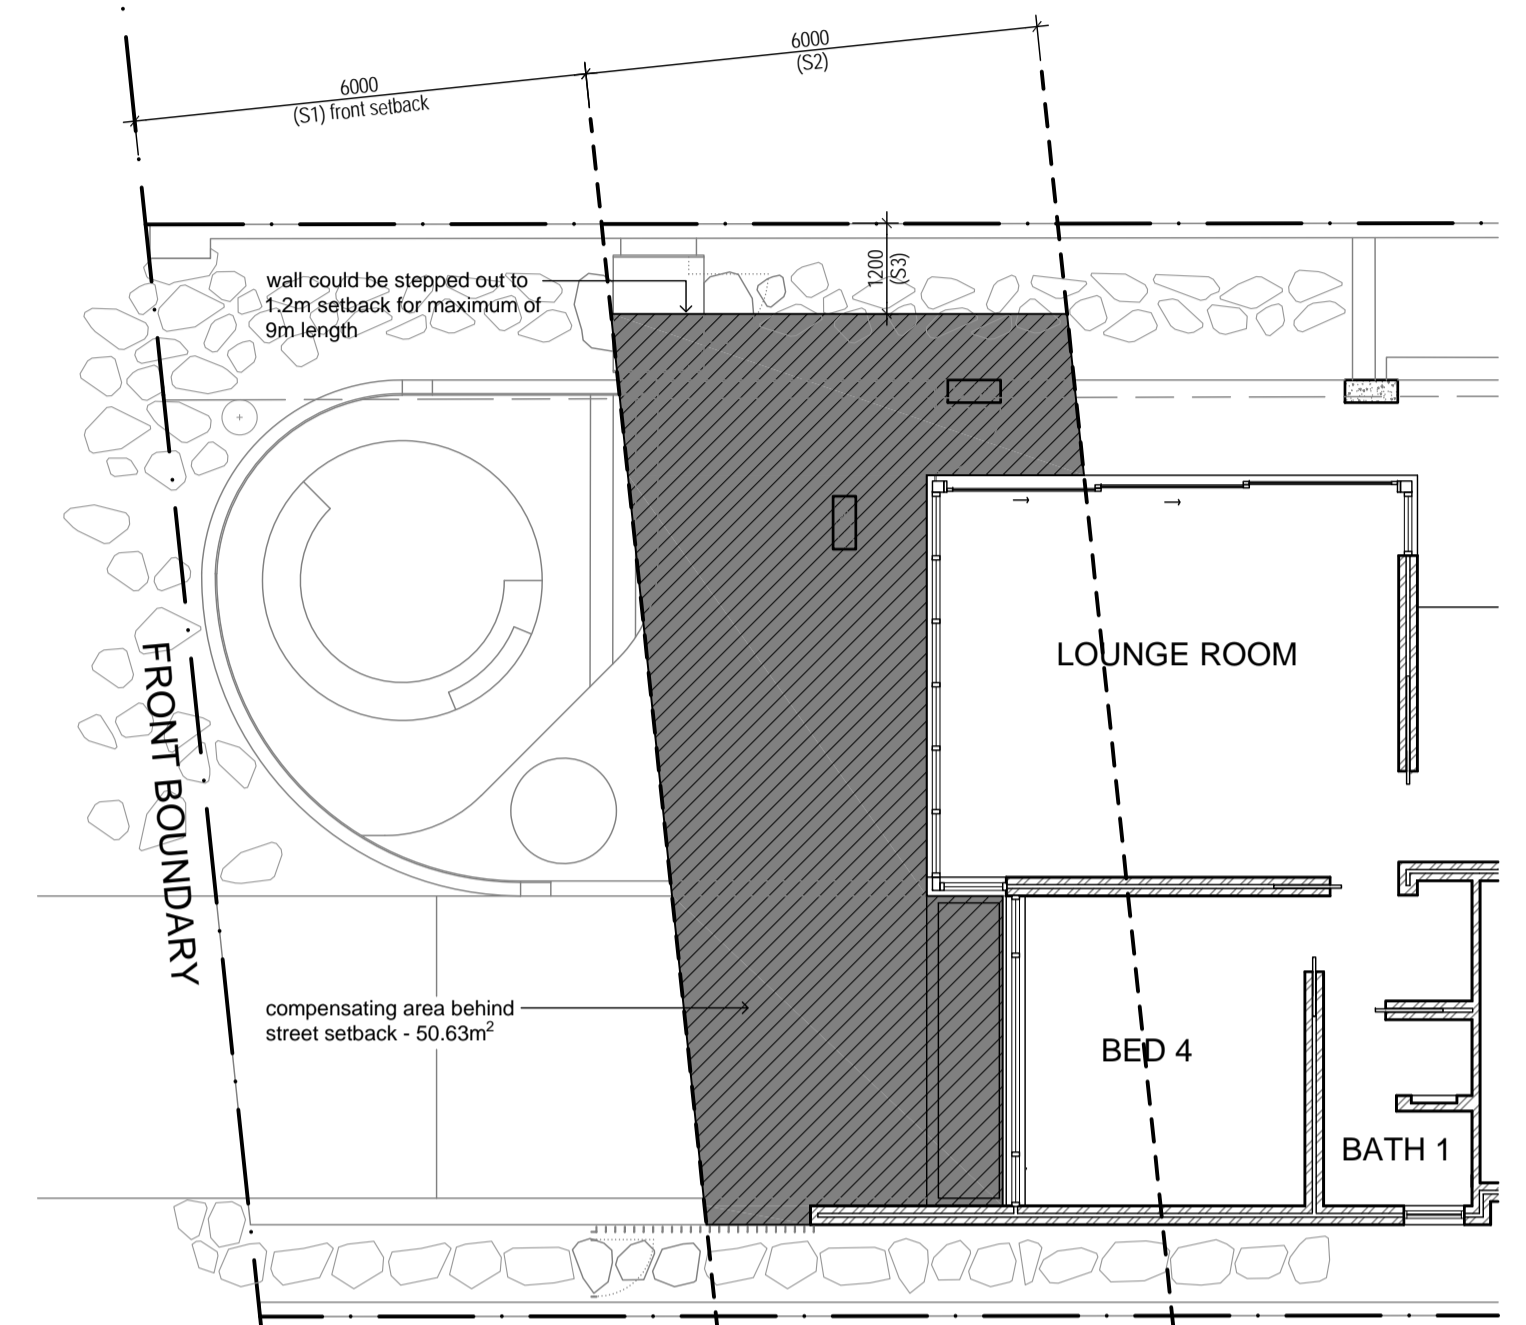 6000
(S1) front setback
6000
(S2)
1200
(S3)
wall could be stepped out to
1.2m setback for maximum of
9m length
LOUNGE ROOM
FRONT BOUNDARY
compensating area behind
street setback - 50.63m²
BED 4
BATH 1